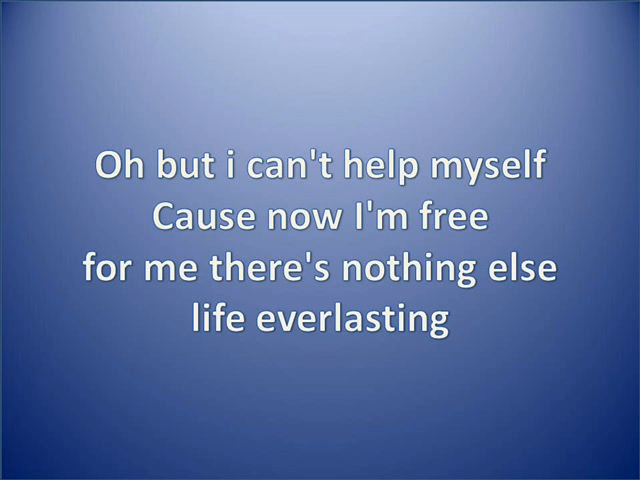 Oh but i can't help myself
Cause now I'm free
for me there's nothing else
life everlasting